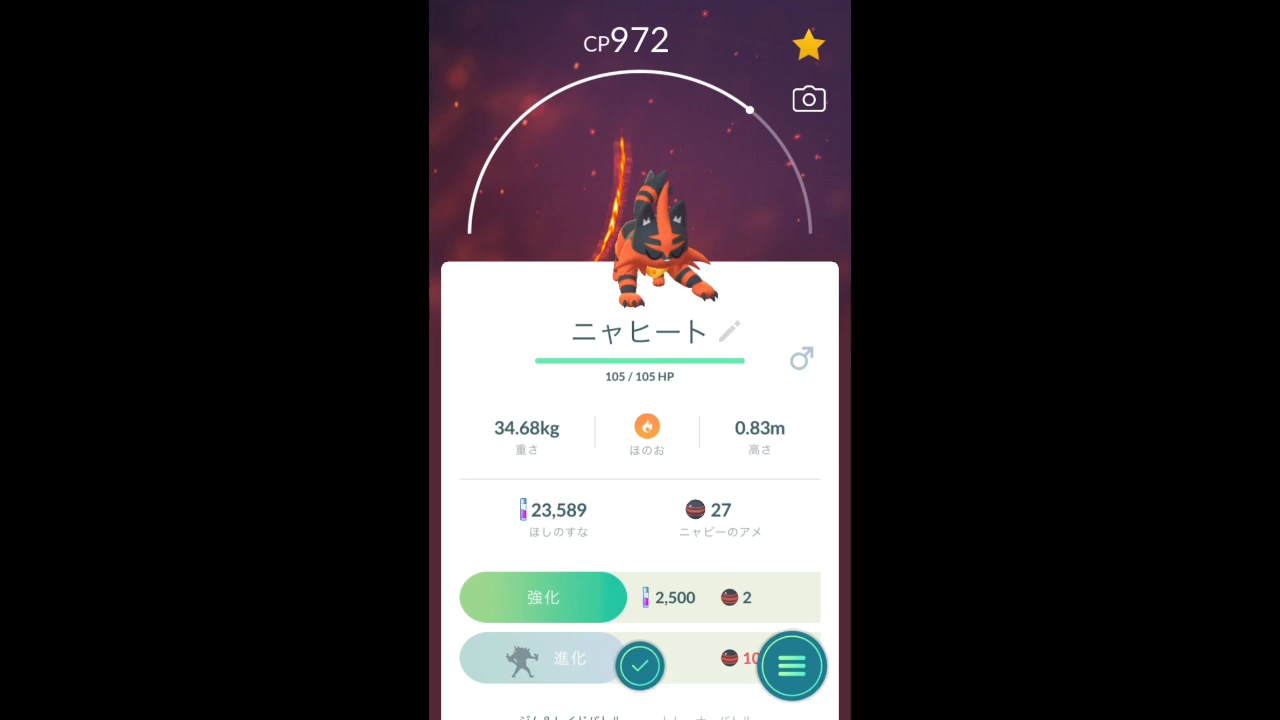 CP972
ニャヒート
105 / 105 HP
34.68kg
重さ
ほのお
0.83m
高さ
23,589
ほしのすな
27
ニャビーのアメ
強化
2,500
2
進化
10